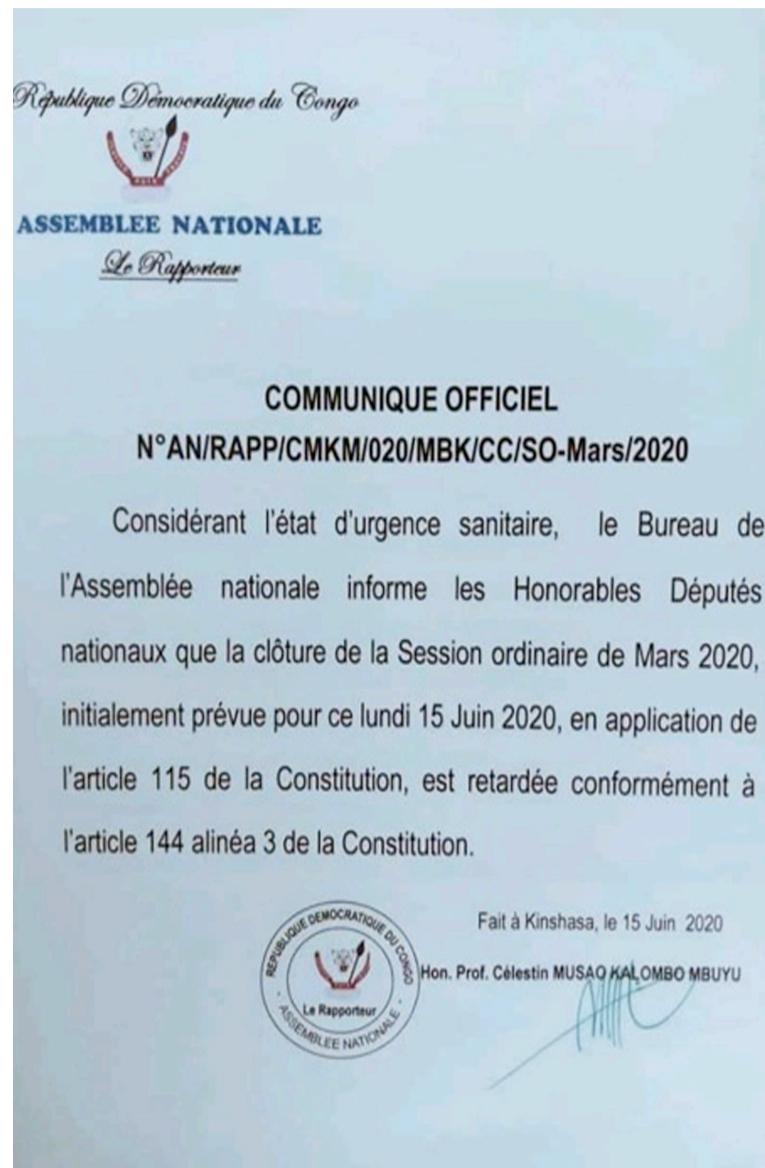 République Démocratique du Congo
ASSEMBLEE NATIONALE
Le Rapporteur
COMMUNIQUE OFFICIEL
N°AN/RAPP/CMKM/020/MBK/CC/SO-Mars/2020
Considérant l'état d'urgence sanitaire, le Bureau de
l'Assemblée nationale informe les Honorables Députés
nationaux que la clôture de la Session ordinaire de Mars 2020,
initialement prévue pour ce lundi 15 Juin 2020, en application de
l'article 115 de la Constitution, est retardée conformément à
l'article 144 alinéa 3 de la Constitution.
Fait à Kinshasa, le 15 Juin 2020
Hon. Prof. Célestin MUSAO KALOMBO MBUYU
REPUBLIQUE DEMOCRATIQUE DU CONGO
Le Rapporteur
- ASSEMBLEE NATIONALE -